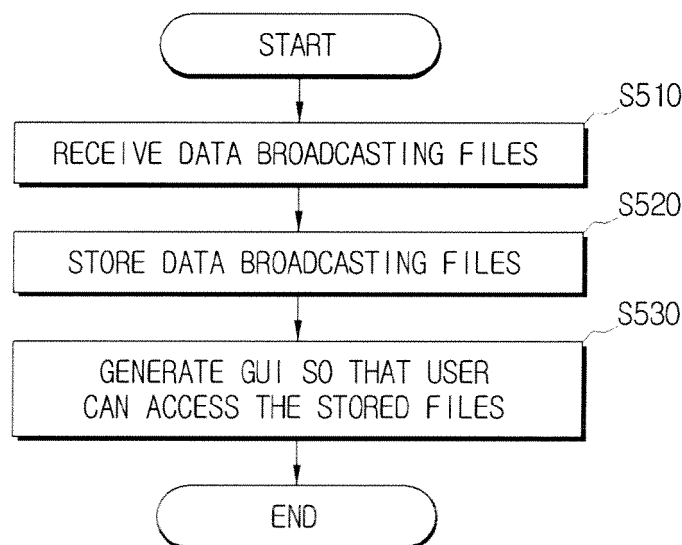 START
S510
RECEIVE DATA BROADCASTING FILES
S520
STORE DATA BROADCASTING FILES
S530
GENERATE GUI SO THAT USER
CAN ACCESS THE STORED FILES
END